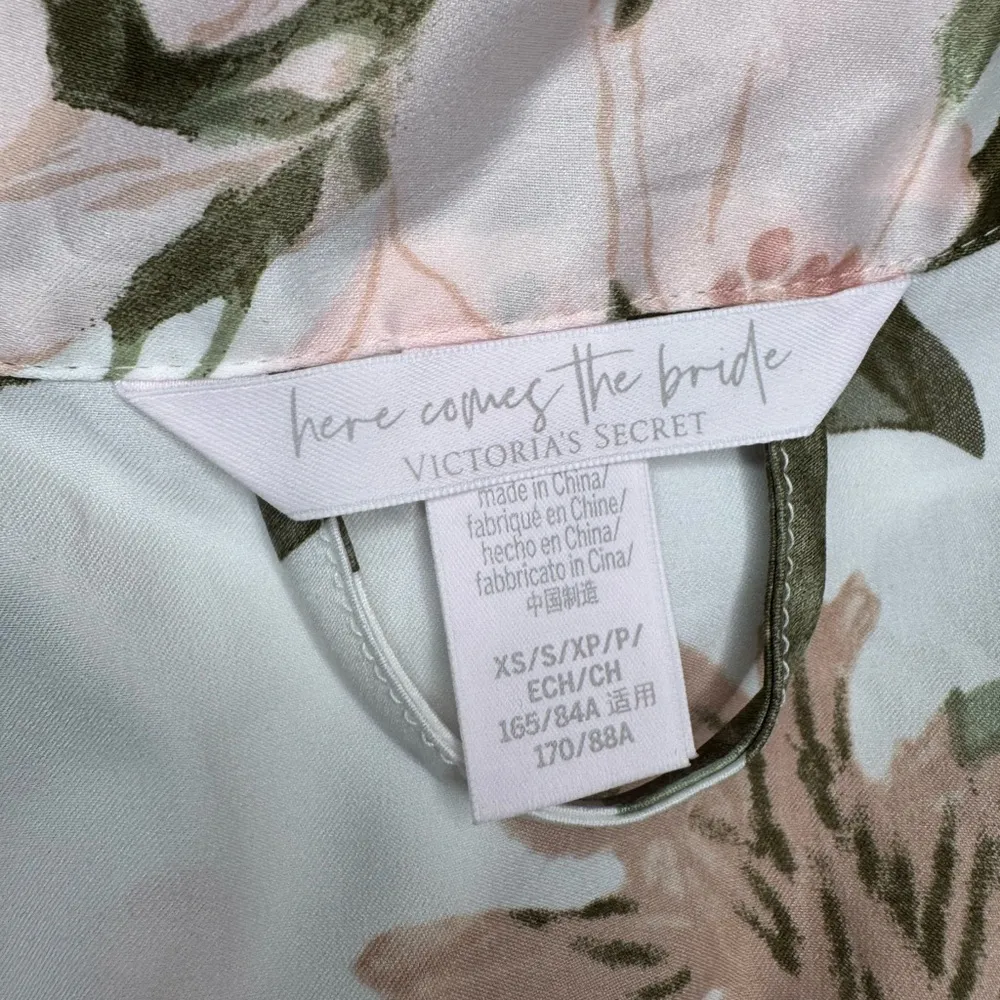 here comes the bride
VICTORIA'S SECRET
made in China/
fabriqué en Chine/
hecho en China/
fabbricato in Cina/
中国制造
XS/S/XP/P/
ECH/CH
165/84A 适用
170/88A